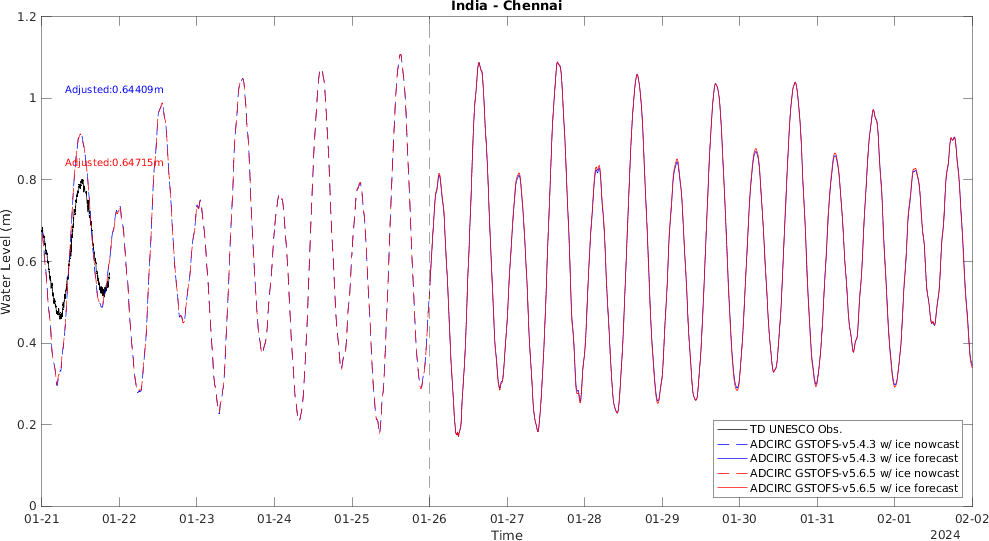 India - Chennai
Water Level (m)
1.2
1
0.8
0.6
0.4
0.2
0
Adjusted:0.64409m
Adjusted:0.64715m
TD UNESCO Obs.
ADCIRC GSTOFS-v5.4.3 w/ ice nowcast
ADCIRC GSTOFS-v5.4.3 w/ ice forecast
ADCIRC GSTOFS-v5.6.5 w/ ice nowcast
ADCIRC GSTOFS-v5.6.5 w/ ice forecast
01-21 01-22 01-23 01-24 01-25 01-26 01-27 01-28 01-29 01-30 01-31 02-01 02-02
Time
2024